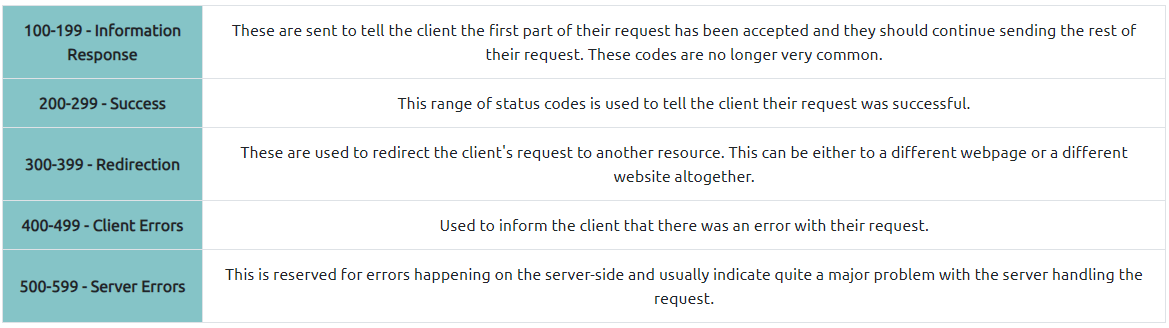 100-199 - Information
Response
These are sent to tell the client the first part of their request has been accepted and they should continue sending the rest of
their request. These codes are no longer very common.
200-299 - Success
This range of status codes is used to tell the client their request was successful.
300-399 - Redirection
These are used to redirect the client's request to another resource. This can be either to a different webpage or a different
website altogether.
400-499 - Client Errors
Used to inform the client that there was an error with their request.
500-599 - Server Errors
This is reserved for errors happening on the server-side and usually indicate quite a major problem with the server handling the
request.